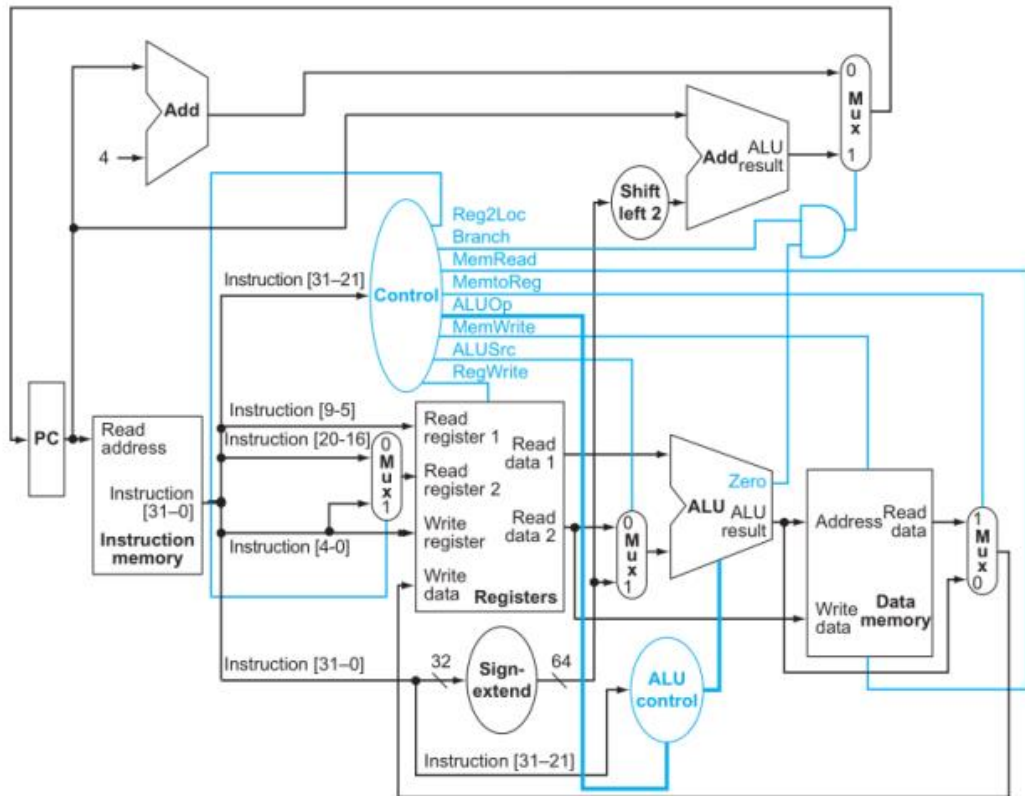 Add
4
0
Mux
1
Add
ALU
result
Shift
left 2
Reg2Loc
Branch
MemRead
MemtoReg
ALUOp
MemWrite
ALUSrc
RegWrite
Instruction [31–21]
Control
PC
Read
address
Instruction
[31–0]
Instruction
memory
Instruction [9-5]
Instruction [20-16]
Instruction [4-0]
0
Mux
1
Read
register 1
Read
register 2
Write
register
Write
data
Read
data 1
Read
data 2
Registers
0
Mux
1
Zero
ALU
ALU
result
Address
Read
data
Write
data
Data
memory
1
Mux
0
Instruction [31–0]
32
Sign-
extend
64
ALU
control
Instruction [31–21]